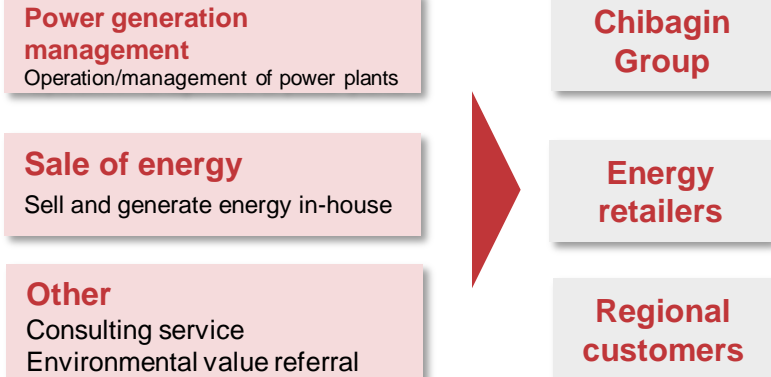 Power generation
management
Operation/management of power plants
Sale of energy
Sell and generate energy in-house
Other
Consulting service
Environmental value referral
Chibagin
Group
Energy
retailers
Regional
customers